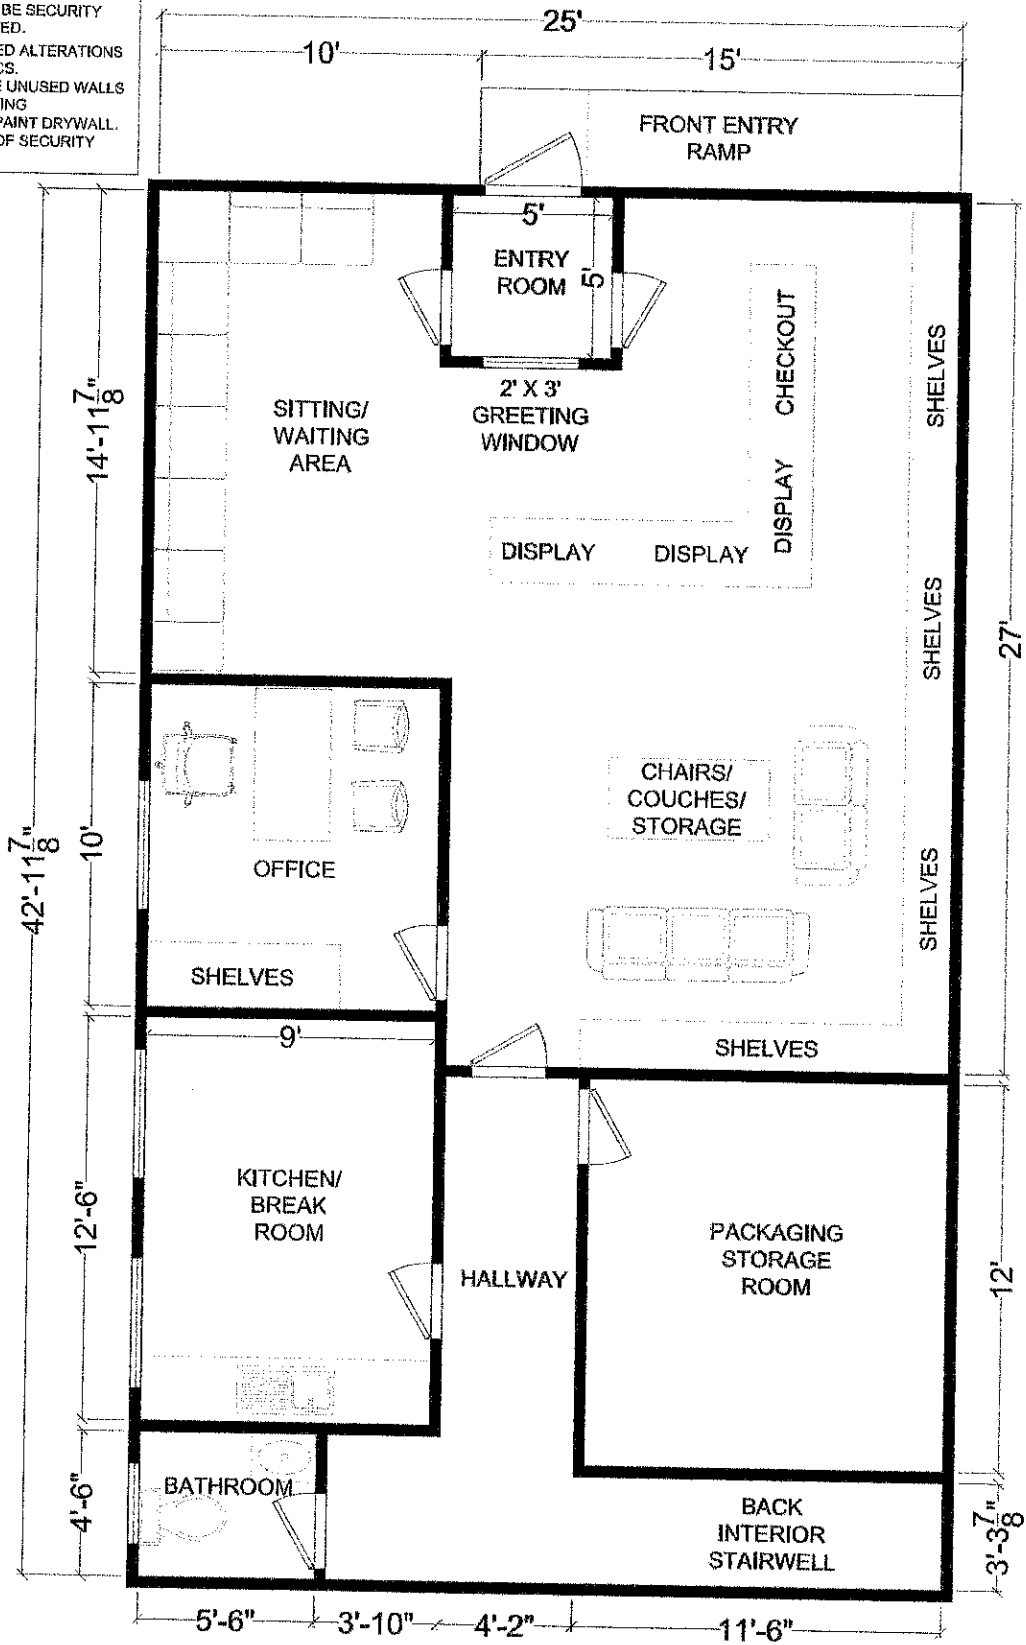 BE SECURITY
ED.
ED ALTERATIONS
CS.
E UNUSED WALLS
ING
PAINT DRYWALL.
OF SECURITY
25'
10'
15'
FRONT ENTRY
RAMP
5'
ENTRY
ROOM
5'
2' X 3'
GREETING
WINDOW
SITTING/
WAITING
AREA
CHECKOUT
DISPLAY
DISPLAY DISPLAY
SHELVES
SHELVES
SHELVES
14'-11 7/8"
42'-11 7/8"
27'
CHAIRS/
COUCHES/
STORAGE
10'
OFFICE
SHELVES
SHELVES
9'
KITCHEN/
BREAK
ROOM
12'-6"
HALLWAY
PACKAGING
STORAGE
ROOM
12'
BATHROOM
4'-6"
BACK
INTERIOR
STAIRWELL
3'-3 7/8"
5'-6" 3'-10" 4'-2" 11'-6"